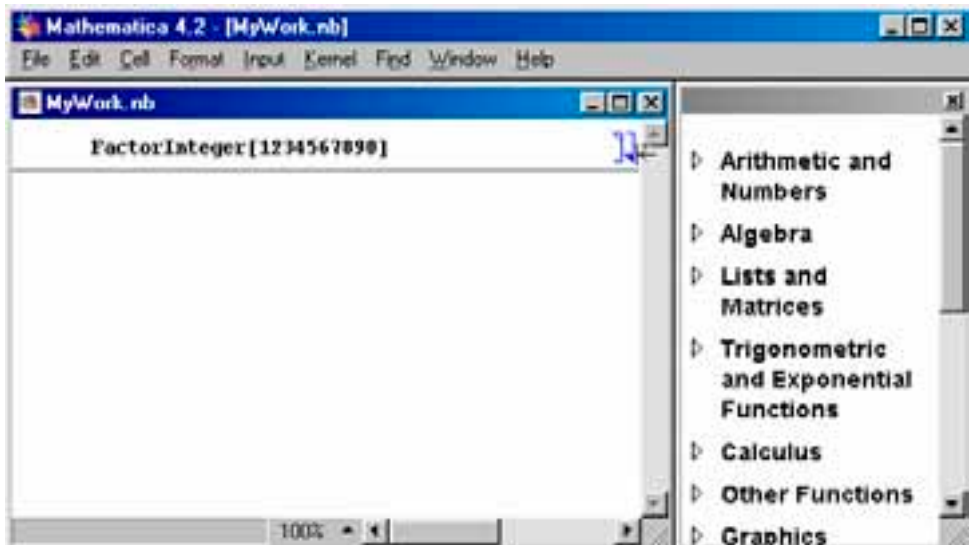 Mathematica 4.2 - [MyWork.nb]
File Edit Cell Format Input Kernel Find Window Help
MyWork.nb
FactorInteger[1234567890]
100%
Arithmetic and
Numbers
Algebra
Lists and
Matrices
Trigonometric
and Exponential
Functions
Calculus
Other Functions
Graphics